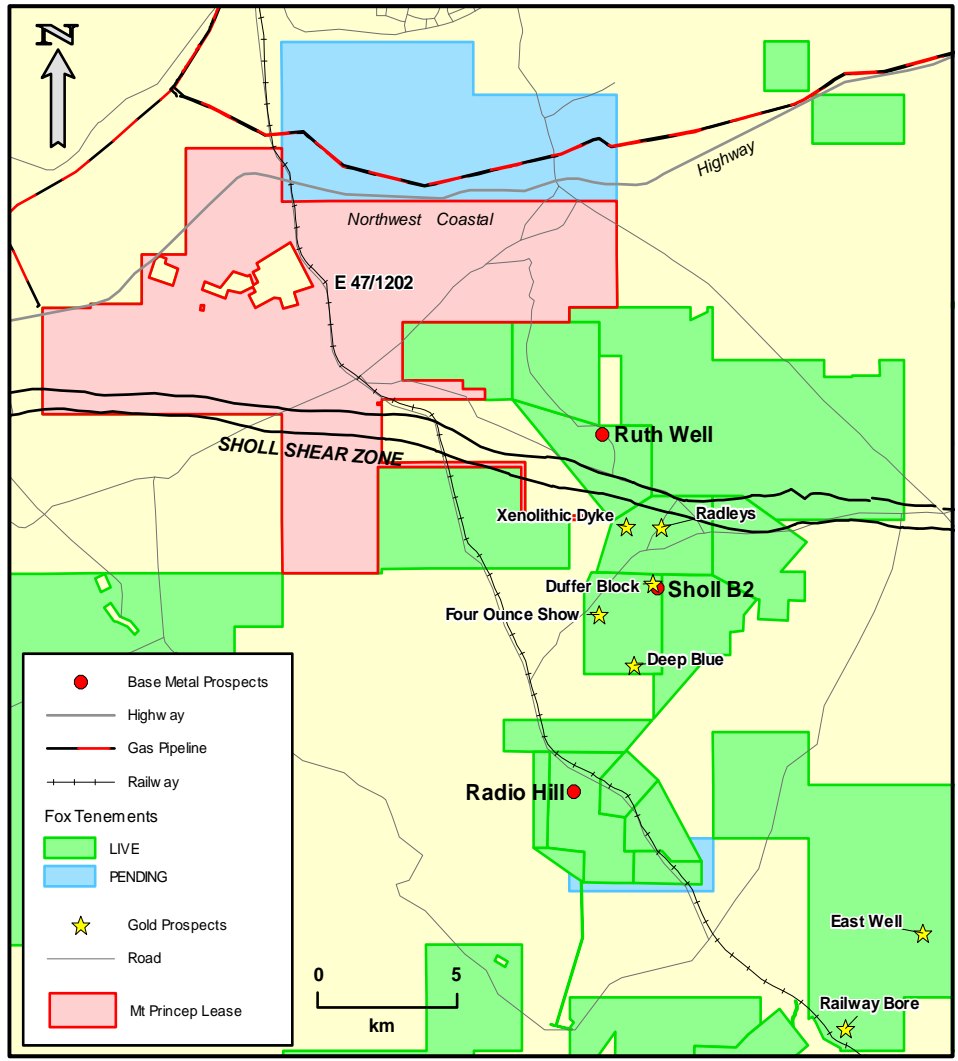 N
Highway
Northwest Coastal
E 47/1202
Ruth Well
SHOLL SHEAR ZONE
Xenolithic Dyke
Radleys
Duffer Block
Sholl B2
Four Ounce Show
Deep Blue
Radio Hill
East Well
Railway Bore
Base Metal Prospects
Highway
Gas Pipeline
Railway
Fox Tenements
LIVE
PENDING
Gold Prospects
Road
Mt Princep Lease
0 5
km